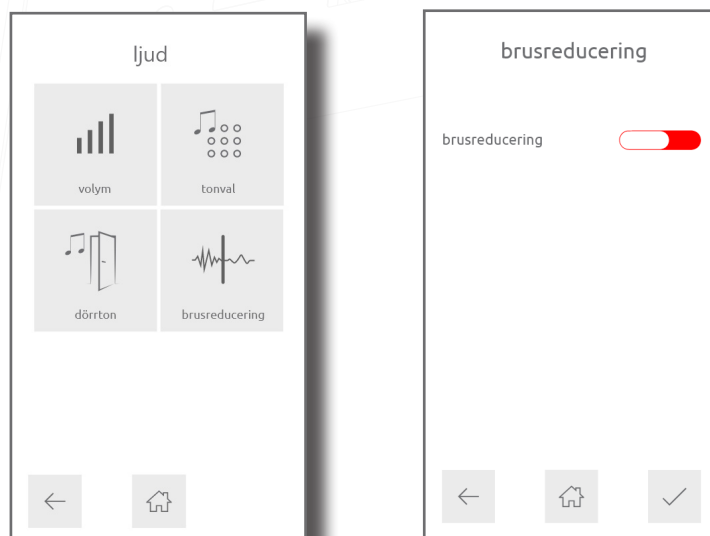 ljud
volym
tonval
dörrton
brusreducering
brusreducering
brusreducering